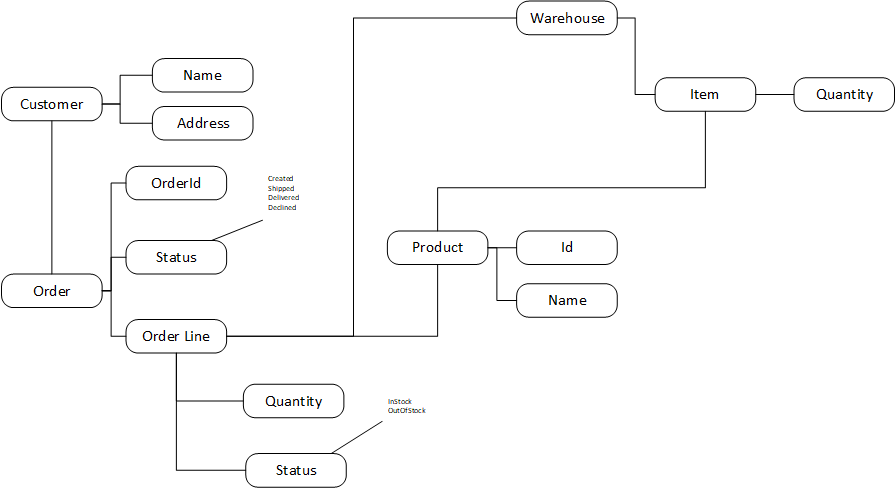 Warehouse
Name
Customer
Item
Quantity
Address
OrderId
Created
Shipped
Delivered
Declined
Status
Product
Id
Order
Name
Order Line
Quantity
InStock
OutOfStock
Status